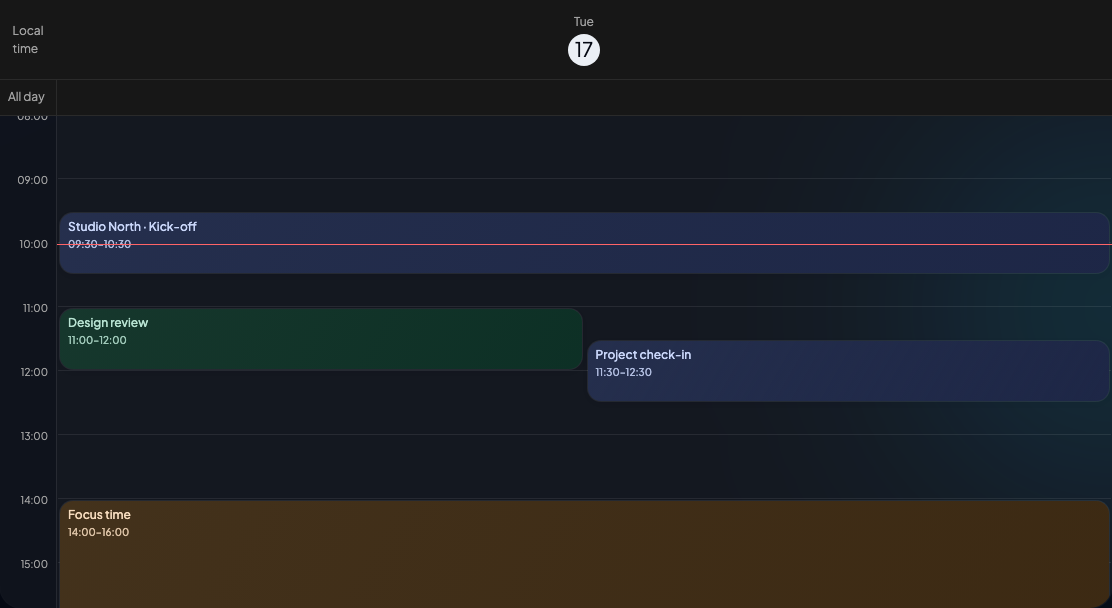 Local
time
Tue
17
All day
08:00
09:00
Studio North · Kick-off
09:30–10:30
10:00
11:00
Design review
11:00–12:00
Project check-in
11:30–12:30
12:00
13:00
14:00
Focus time
14:00–16:00
15:00